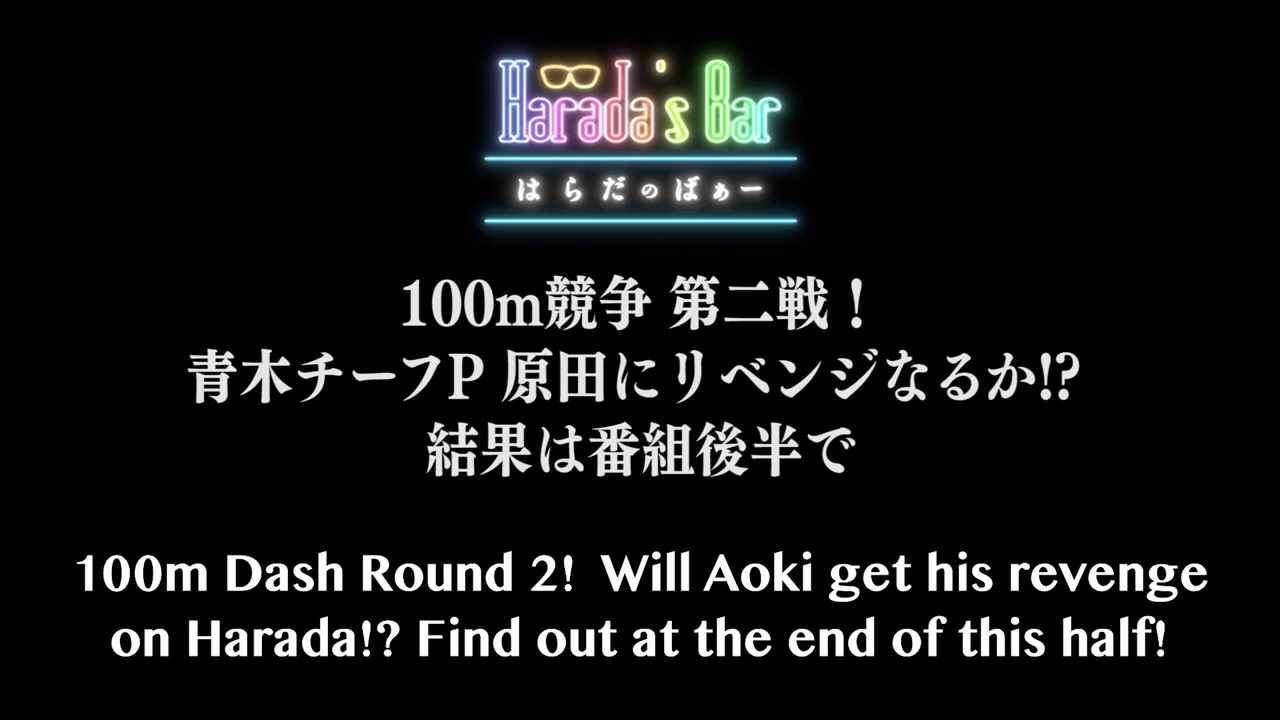 Harada's Bar
はらだのばぁー
100m競争 第二戦！
青木チーフP 原田にリベンジなるか!?
結果は番組後半で
100m Dash Round 2! Will Aoki get his revenge
on Harada!? Find out at the end of this half!